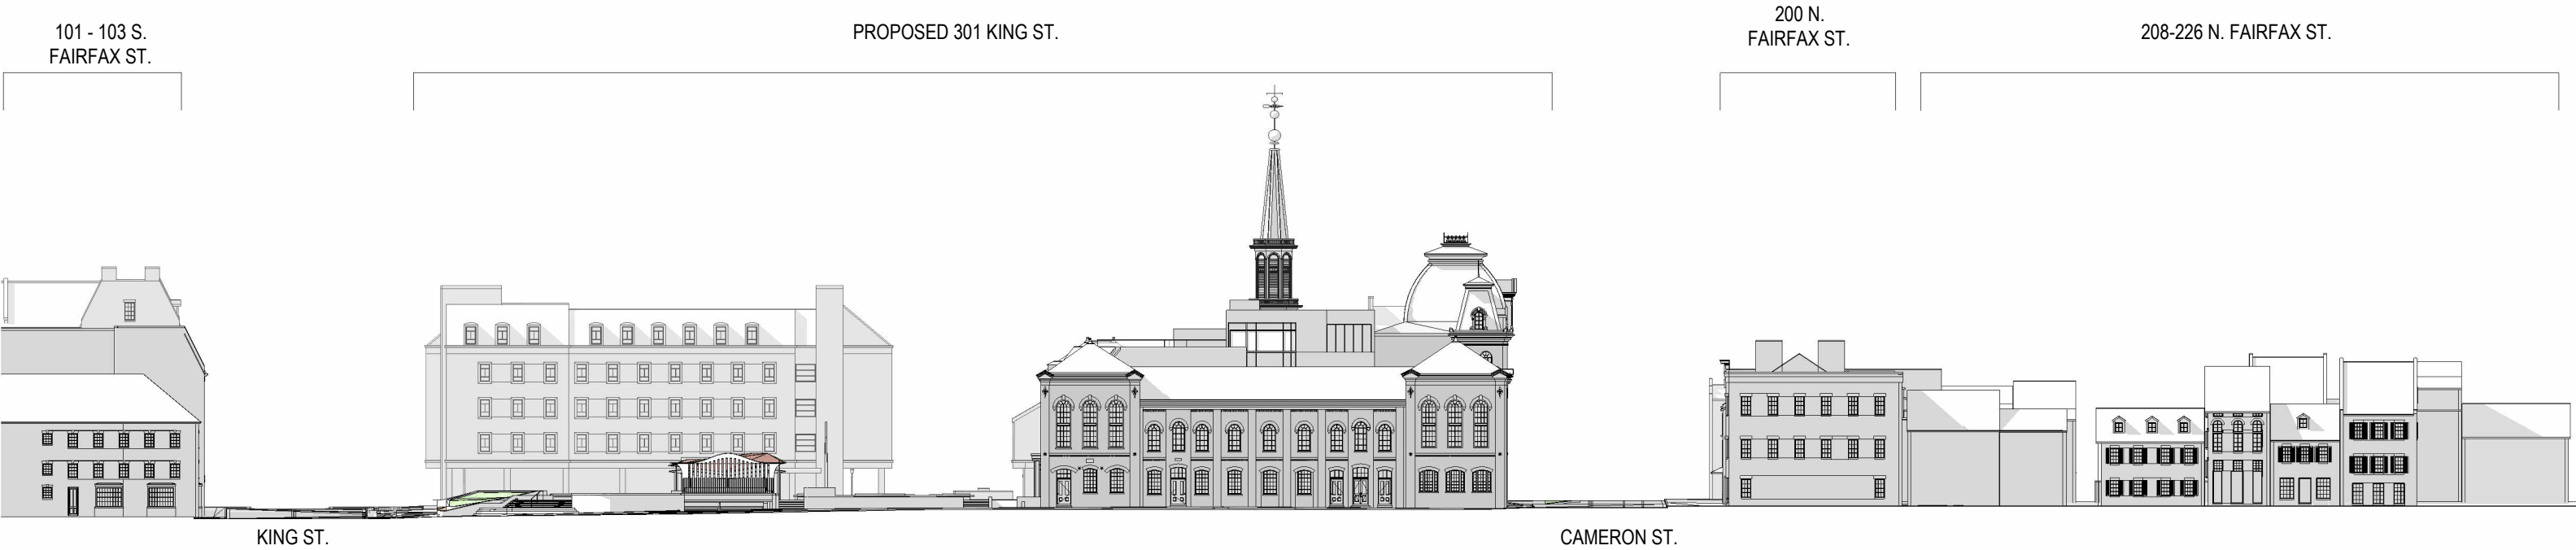 101 - 103 S.
FAIRFAX ST.
PROPOSED 301 KING ST.
200 N.
FAIRFAX ST.
208-226 N. FAIRFAX ST.
KING ST.
CAMERON ST.